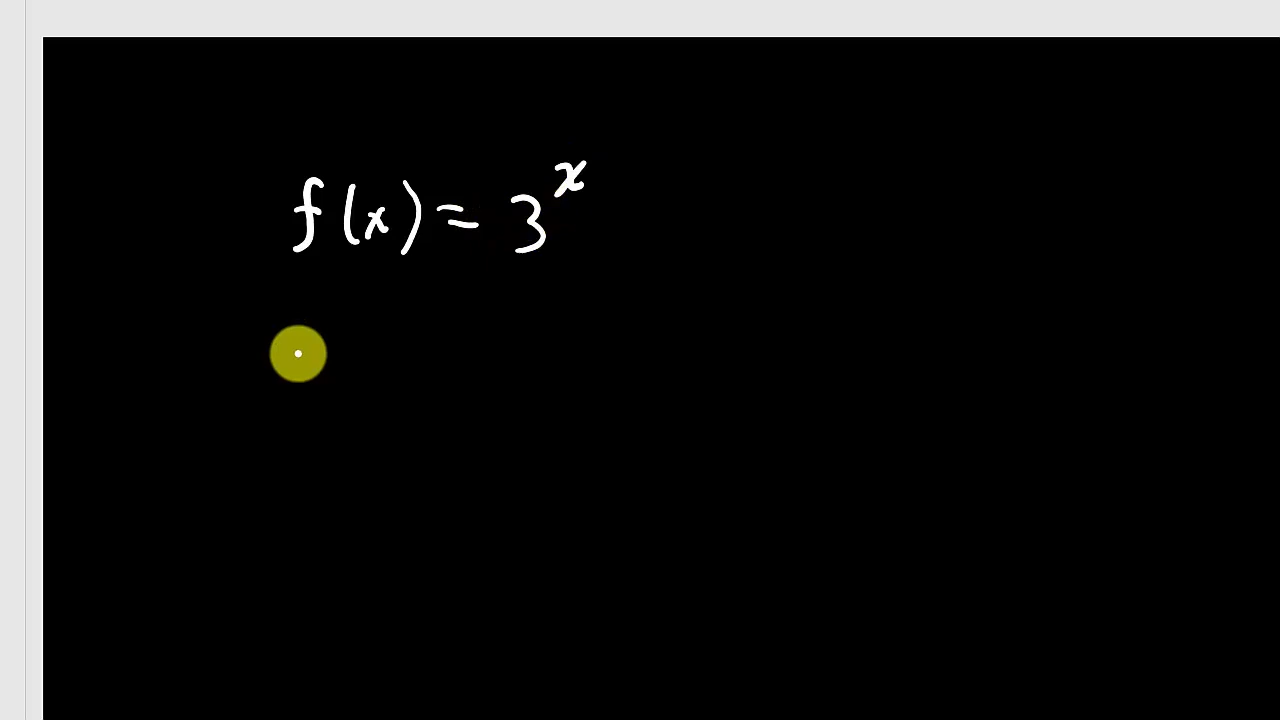 f(x) = 3^x